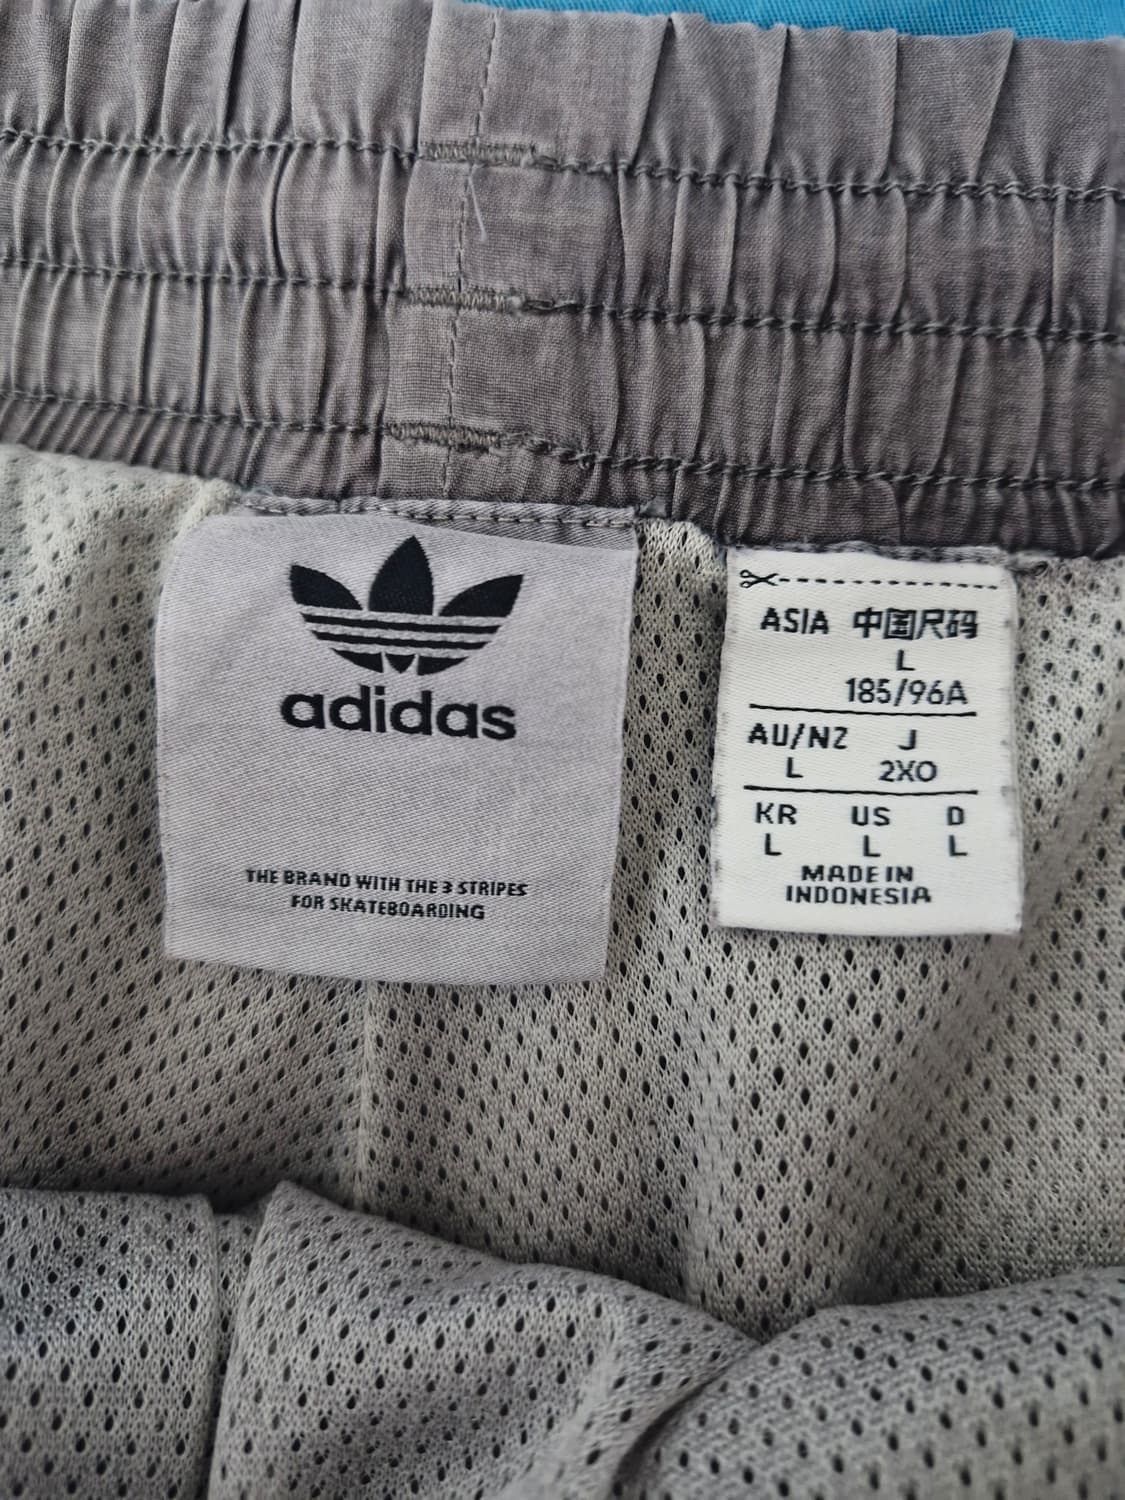 adidas
THE BRAND WITH THE 3 STRIPES
FOR SKATEBOARDING
ASIA 中国尺码
L
185/96A
AU/NZ J
L 2XO
KR US D
L L L
MADE IN
INDONESIA